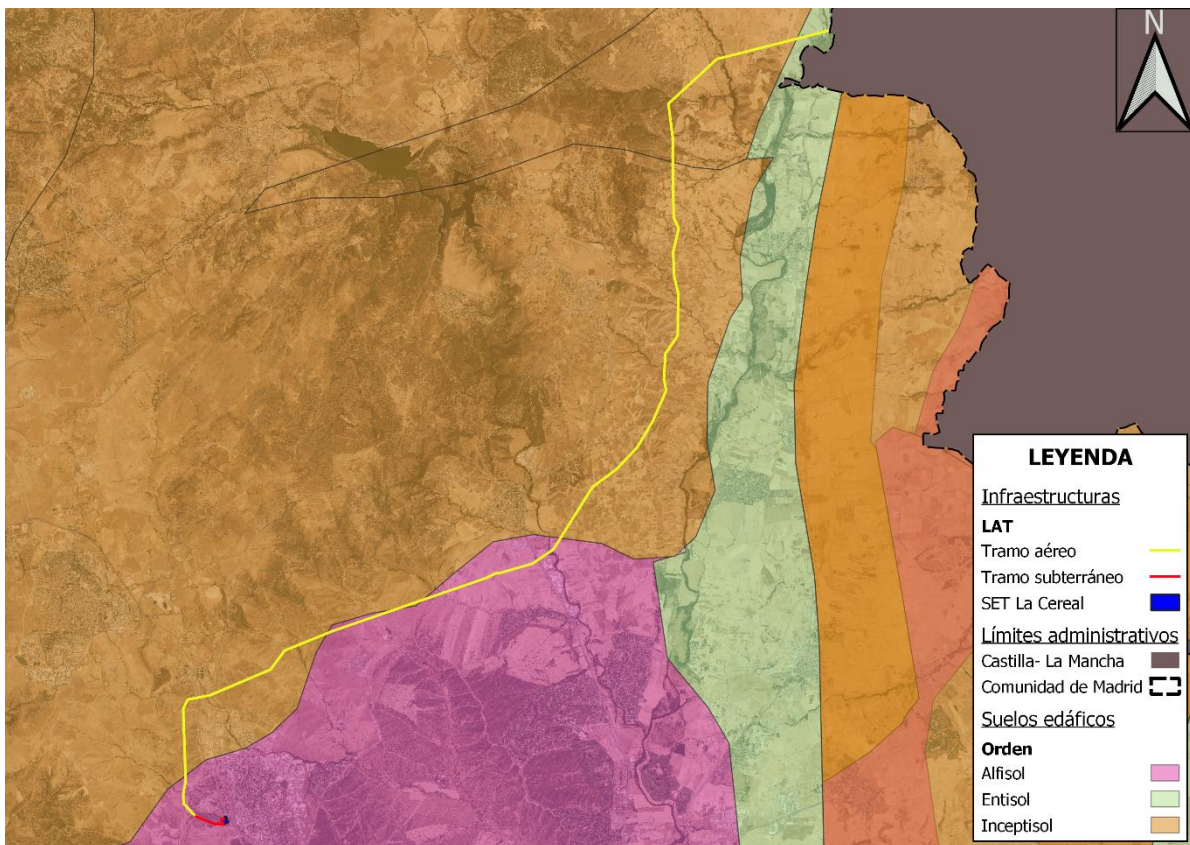 N
LEYENDA
Infraestructuras
LAT
Tramo aéreo
Tramo subterráneo
SET La Cereal
Límites administrativos
Castilla- La Mancha
Comunidad de Madrid
Suelos edáficos
Orden
Alfisol
Entisol
Inceptisol